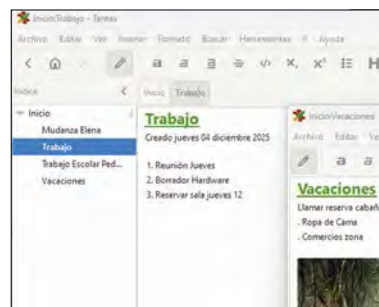 Inicio:Trabajo - Tareas
Archivo Editar Ver Insertar Formato Buscar Herramientas Ir Ayuda
Índice
Inicio Trabajo
Inicio
Mudanza Elena
Trabajo
Trabajo Escolar Ped...
Vacaciones
Trabajo
Creado jueves 04 diciembre 2025
1. Reunión Jueves
2. Borrador Hardware
3. Reservar sala jueves 12
Inicio:Vacaciones
Archivo Editar Ver
Vacaciones
Llamar reserva cabañ
. Ropa de Cama
. Comercios zona